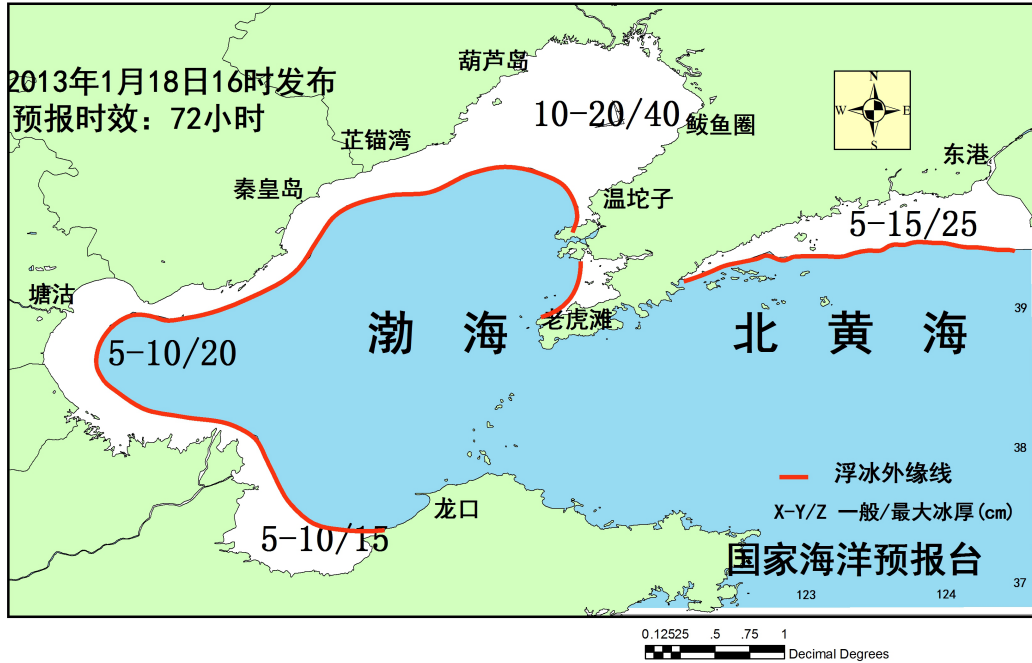 2013年1月18日16时发布
预报时效：72小时
葫芦岛
10-20/40
鲅鱼圈
芷锚湾
N
W
E
S
东港
秦皇岛
温坨子
5-15/25
塘沽
39
老虎滩
渤 海
北 黄 海
5-10/20
38
浮冰外缘线
龙口
X-Y/Z 一般/最大冰厚(cm)
5-10/15
国家海洋预报台
37
123
124
0.12525 .5 .75 1
Decimal Degrees